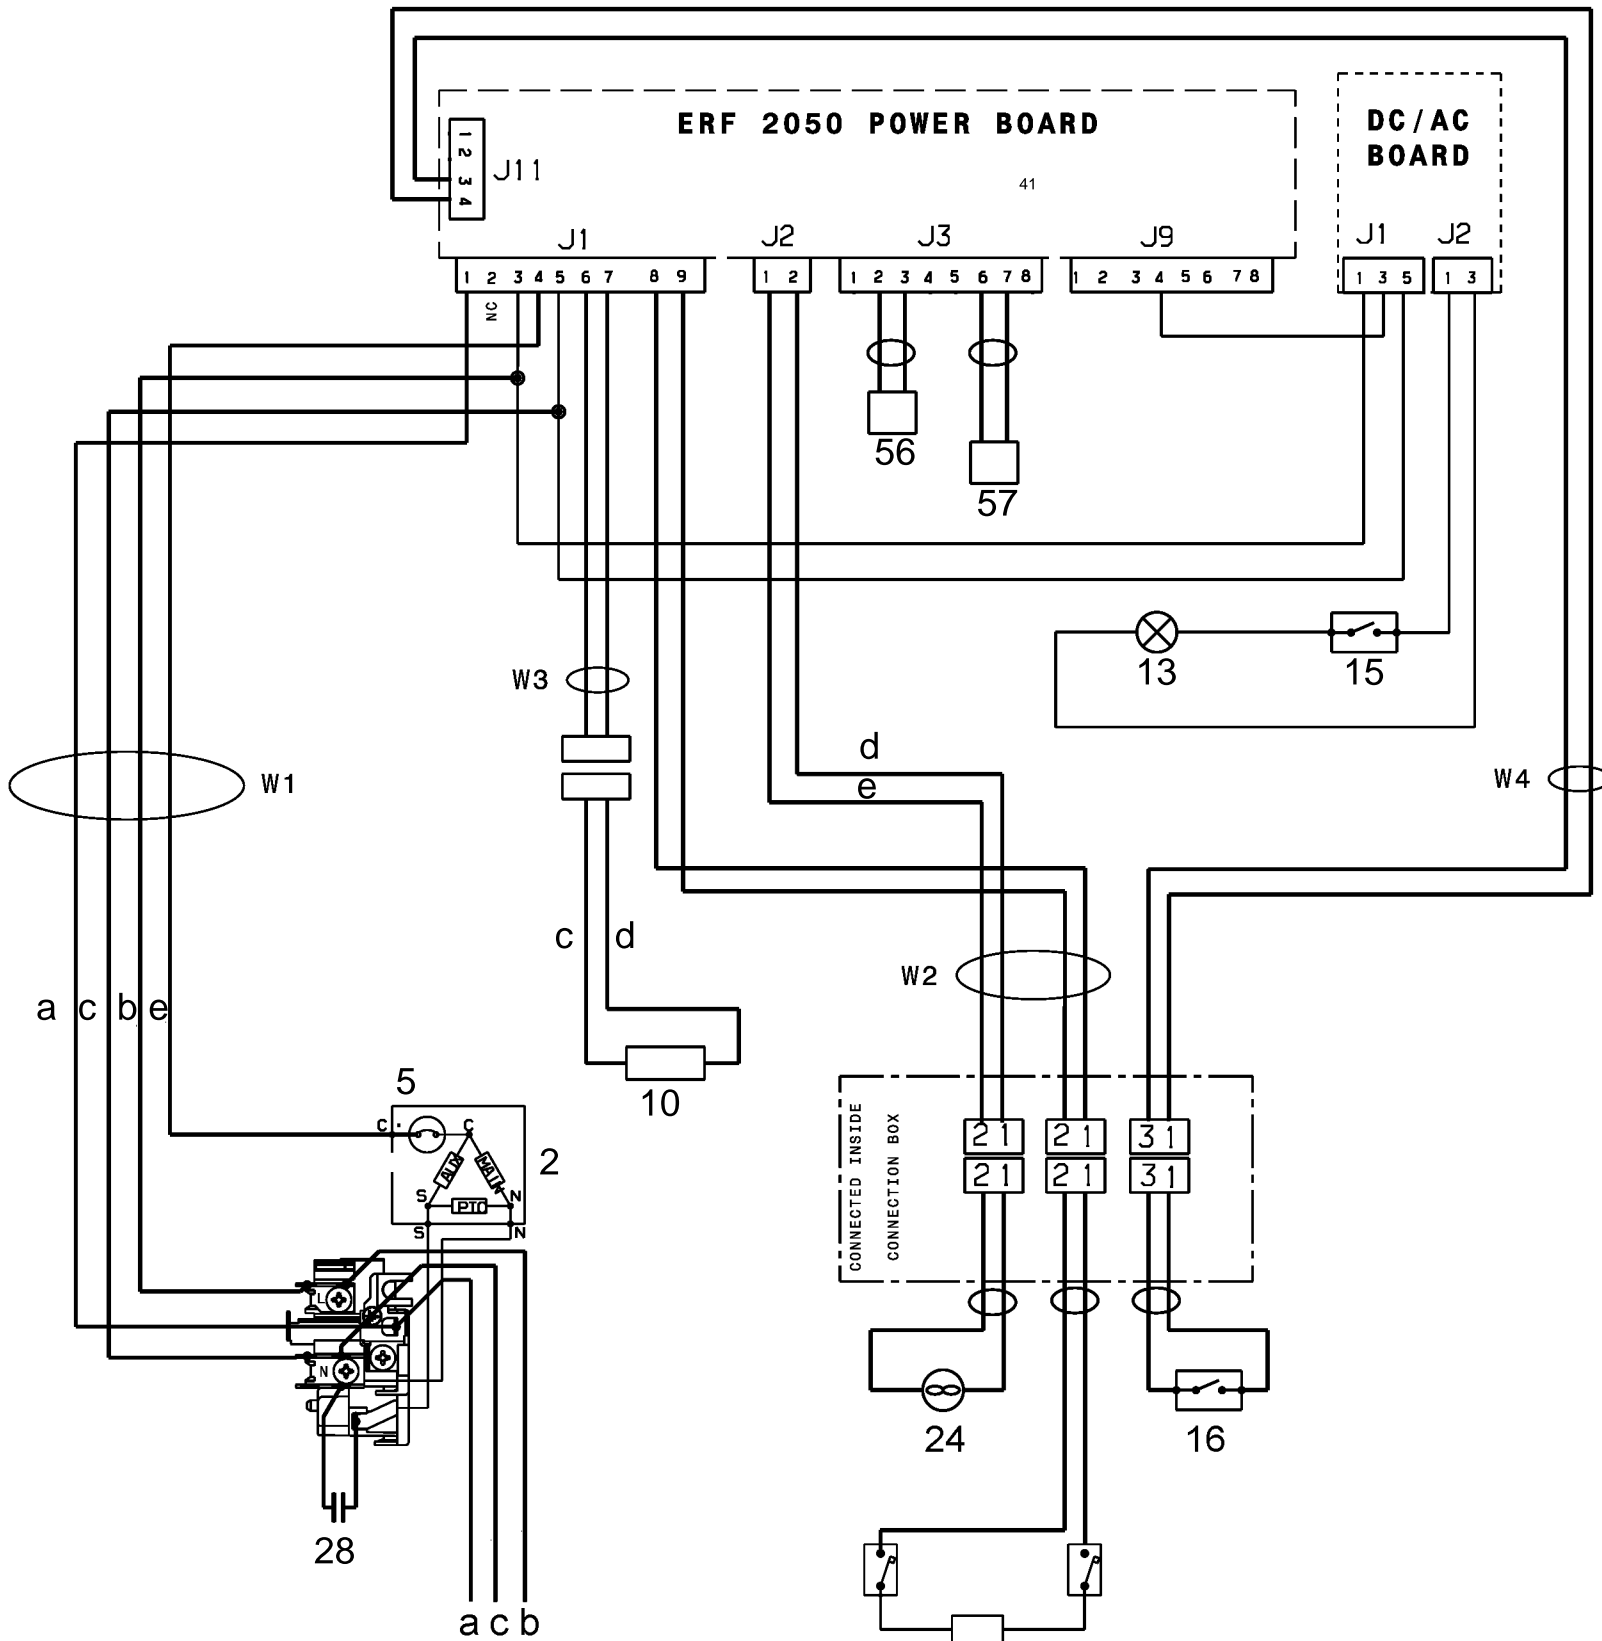 ERF 2050 POWER BOARD
DC/AC
BOARD
1 2 3 4
J11
41
J1
J2
J3
J9
J1
J2
1 2 3 4 5 6 7 8 9
1 2
1 2 3 4 5 6 7 8
1 2 3 4 5 6 7 8
1 3 5
1 3
NC
56
57
13
15
W3
d
e
W1
W4
c d
W2
a c b e
5
10
C C
2
AUX MAIN
S PTC N
S N
CONNECTED INSIDE
CONNECTION BOX
2 1
2 1
3 1
2 1
2 1
3 1
L
N
24
16
28
a c b